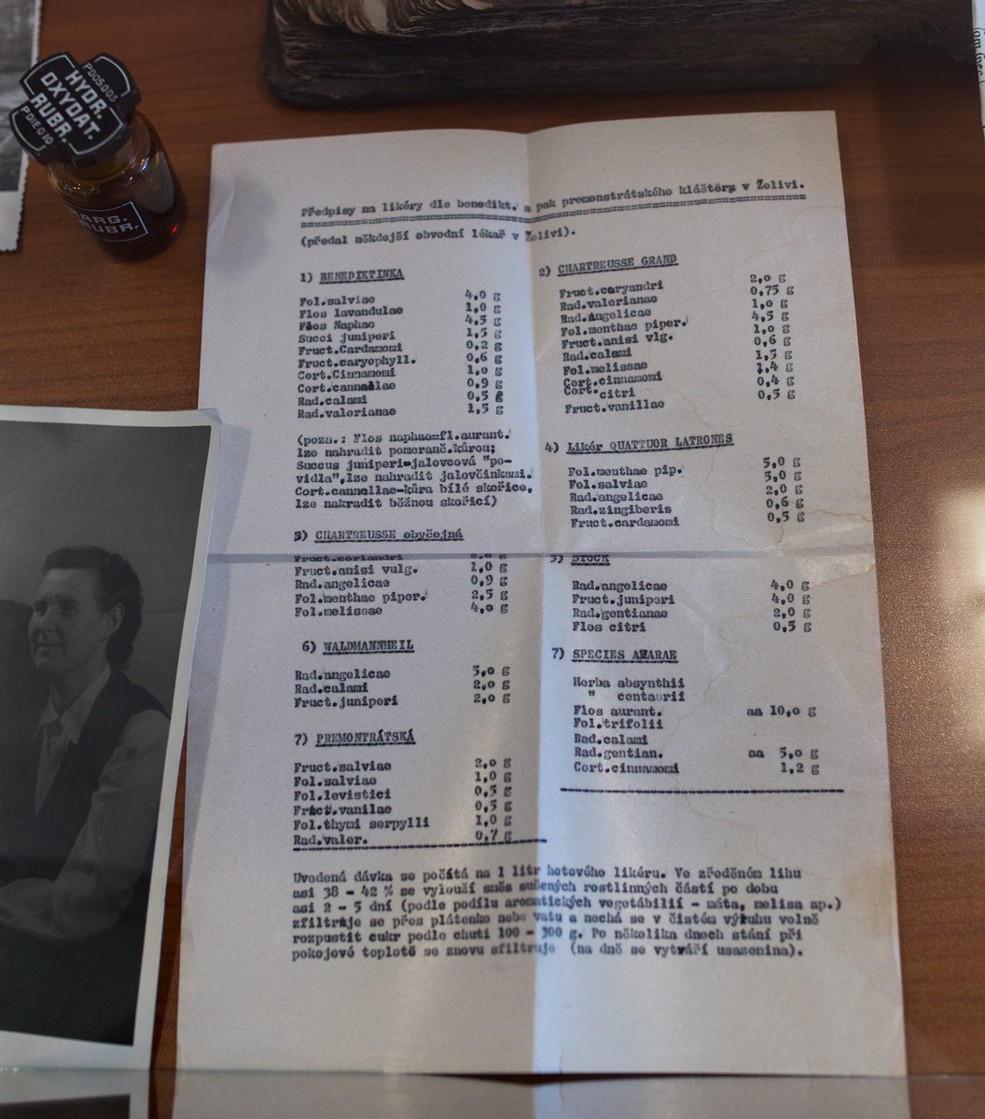 PDOSODS
HYDR.
OXYDAT.
RUBR.
PDIEOVO
ARG.
RUBR.
Předpisy na likéry dle benedikt. a pak premonstrátského kláštera v Želivi.
(předal někdejší obvodní lékař v Želivi).
1) BENEDIKTINKA
Fol.salviae 4,0 g
Flos lavandulae 1,0 g
Flos Naphae 4,5 g
Succi juniperi 1,5 g
Fruct.Cardamomi 0,2 g
Fruct.caryophyll. 0,6 g
Cort.Cinnamomi 1,0 g
Cort.cannallae 0,9 g
Rad.calami 0,5 g
Rad.valerianae 1,5 g
(pozn.: Flos naphae=fl.aurant.
lze nahradit pomeranč.kůrou;
Succus juniperi=jalovcová "po-
vidla",lze nahradit jalovčinkami.
Cort.cannallae-kůra bílé skořice,
lze nakradit běžnou skořicí)
2) CHARTREUSSE GRAND
Fruct.caryandri 2,0 g
Rad.valerianae 0,75 g
Rad.Angelicae 1,0 g
Fol.menthae piper. 4,5 g
Fruct.anisi vlg. 1,0 g
Rad.calami 0,6 g
Fol.melissae 1,5 g
Cort.cinnamomi 1,4 g
Cort.citri 0,4 g
Fruct.vanillae 0,5 g
3) CHARTREUSSE obyčejná
Fruct.coriandri
Fruct.anisi vulg. 1,0 g
Rad.angelicae 0,9 g
Fol.menthae piper. 2,5 g
Fol.melissae 4,0 g
4) Likér QUATTUOR LATRONES
Fol.menthae pip. 5,0 g
Fol.salviae 5,0 g
Rad.angelicae 2,0 g
Rad.zingiberis 0,6 g
Fruct.cardamomi 0,5 g
5) STOCK
Rad.angelicae 4,0 g
Fruct.juniperi 4,0 g
Rad.gentianae 2,0 g
Flos citri 0,5 g
6) WALDMANNHEIL
Rad.angelicae 5,0 g
Rad.calami 2,0 g
Fruct.juniperi 2,0 g
7) SPECIES AMARAE
Herba absynthii
" centaurii
Flos aurant. aa 10,0 g
Fol.trifolii
Rad.calami
Rad.gentian. aa 5,0 g
Cort.cinnamomi 1,2 g
7) PREMONTRÁTSKÁ
Fruct.salviae 2,0 g
Fol.salviae 1,0 g
Fol.levistici 0,5 g
Fruct.vanilae 0,5 g
Fol.thymi serpylli 1,0 g
Rad.valer. 0,7 g
Uvedená dávka se počítá na 1 litr hotového likéru. Ve zředěném lihu
asi 38 - 42 % se vylouží směs sušených rostlinných částí po dobu
asi 2 - 5 dní (podle podílu aromatických vegetábilií - máta, melisa ap.)
zfiltruje se přes plátenko nebo vatu a nechá se v čistém výluhu volně
rozpustit cukr podle chuti 100 - 300 g. Po několika dnech stání při
pokojové teplotě se znovu sfiltruje (na dně se vytváří usazenina).